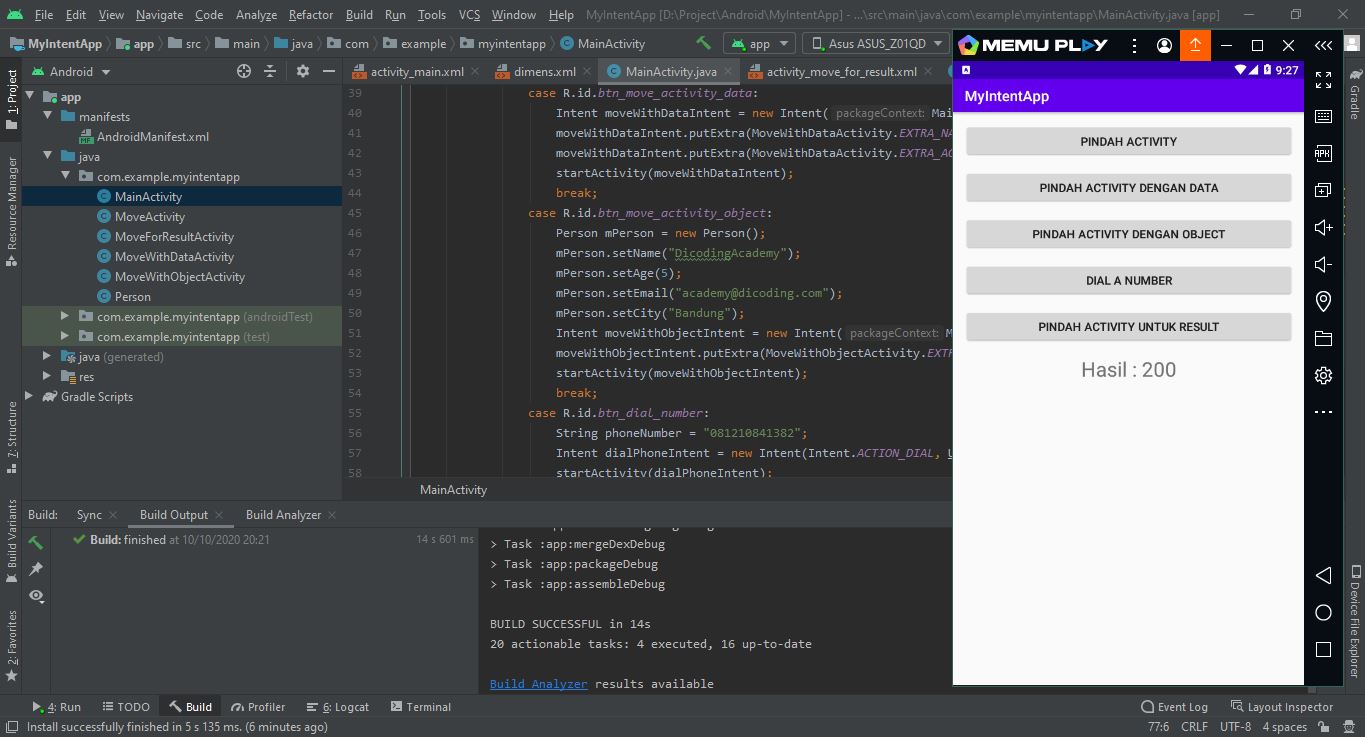 File Edit View Navigate Code Analyze Refactor Build Run Tools VCS Window Help MyIntentApp [D:\Project\Android\MyIntentApp] - ...\src\main\java\com\example\myintentapp\MainActivity.java [app]
MyIntentApp app src main java com example myintentapp MainActivity app Asus ASUS_Z01QD
MEMU PLAY
1: Project
Resource Manager
7: Structure
Build Variants
2: Favorites
Android
app
manifests
AndroidManifest.xml
java
com.example.myintentapp
MainActivity
MoveActivity
MoveForResultActivity
MoveWithDataActivity
MoveWithObjectActivity
Person
com.example.myintentapp (androidTest)
com.example.myintentapp (test)
java (generated)
res
Gradle Scripts
activity_main.xml dimens.xml MainActivity.java activity_move_for_result.xml
39 case R.id.btn_move_activity_data:
40 Intent moveWithDataIntent = new Intent( packageContext: Mai
41 moveWithDataIntent.putExtra(MoveWithDataActivity.EXTRA_NA
42 moveWithDataIntent.putExtra(MoveWithDataActivity.EXTRA_AG
43 startActivity(moveWithDataIntent);
44 break;
45 case R.id.btn_move_activity_object:
46 Person mPerson = new Person();
47 mPerson.setName("DicodingAcademy");
48 mPerson.setAge(5);
49 mPerson.setEmail("academy@dicoding.com");
50 mPerson.setCity("Bandung");
51 Intent moveWithObjectIntent = new Intent( packageContext: M
52 moveWithObjectIntent.putExtra(MoveWithObjectActivity.EXTR
53 startActivity(moveWithObjectIntent);
54 break;
55 case R.id.btn_dial_number:
56 String phoneNumber = "081210841382";
57 Intent dialPhoneIntent = new Intent(Intent.ACTION_DIAL, U
58 startActivity(dialPhoneIntent);
MainActivity
9:27
MyIntentApp
PINDAH ACTIVITY
PINDAH ACTIVITY DENGAN DATA
PINDAH ACTIVITY DENGAN OBJECT
DIAL A NUMBER
PINDAH ACTIVITY UNTUK RESULT
Hasil : 200
APK
Gradle
Device File Explorer
Build: Sync Build Output Build Analyzer
Build: finished at 10/10/2020 20:21 14 s 601 ms
> Task :app:mergeDexDebug
> Task :app:packageDebug
> Task :app:assembleDebug
BUILD SUCCESSFUL in 14s
20 actionable tasks: 4 executed, 16 up-to-date
Build Analyzer results available
4: Run TODO Build Profiler 6: Logcat Terminal Event Log Layout Inspector
Install successfully finished in 5 s 135 ms. (6 minutes ago) 77:6 CRLF UTF-8 4 spaces